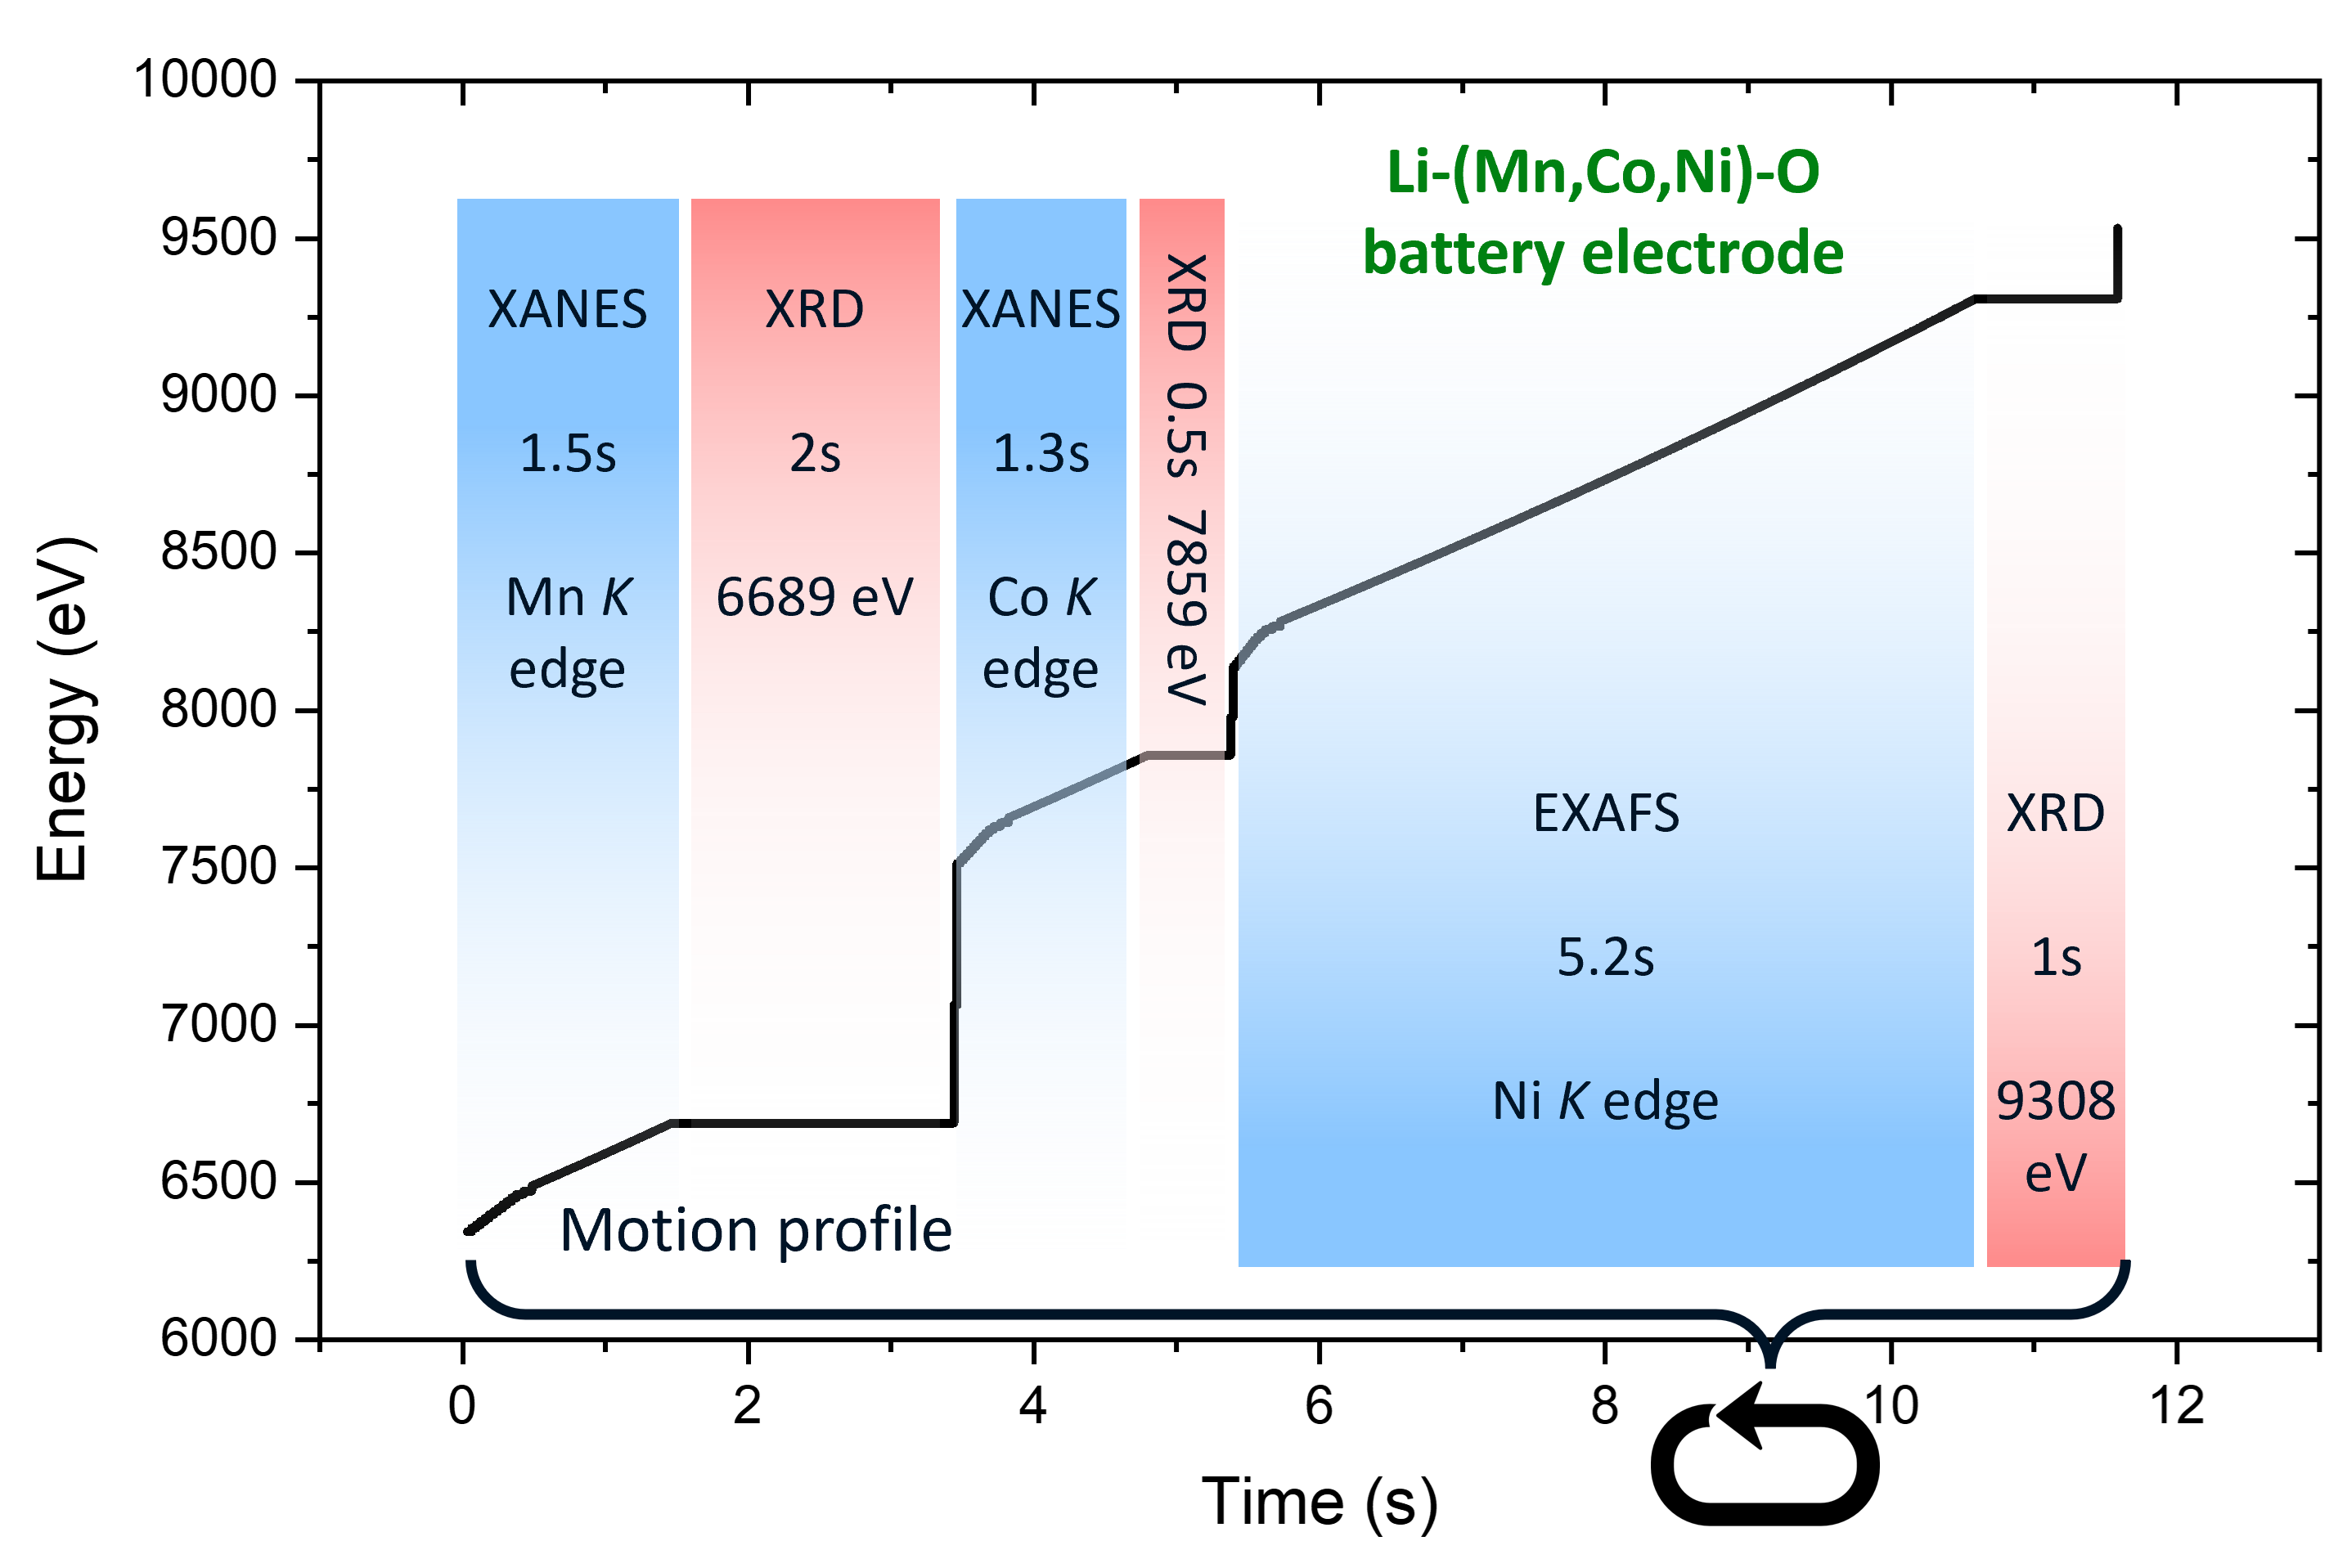 10000
9500
9000
8500
8000
7500
7000
6500
6000
Energy (eV)
Li-(Mn,Co,Ni)-O
battery electrode
XANES
1.5s
Mn K
edge
XRD
2s
6689 eV
XANES
1.3s
Co K
edge
XRD 0.5s 7859 eV
EXAFS
5.2s
Ni K edge
XRD
1s
9308
eV
Motion profile
0 2 4 6 8 10 12
Time (s)